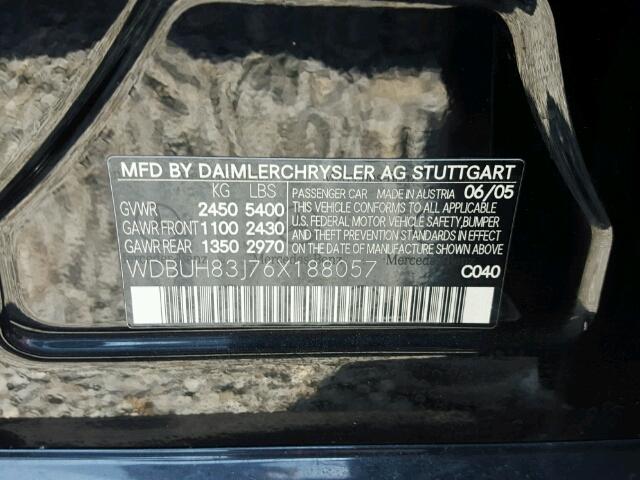 MFD BY DAIMLERCHRYSLER AG STUTTGART
KG LBS PASSENGER CAR MADE IN AUSTRIA 06/05
GVWR 2450 5400 THIS VEHICLE CONFORMS TO ALL APPLICABLE
GAWR FRONT 1100 2430 U.S. FEDERAL MOTOR VEHICLE SAFETY, BUMPER
GAWR REAR 1350 2970 AND THEFT PREVENTION STANDARDS IN EFFECT
ON THE DATE OF MANUFACTURE SHOWN ABOVE
WDBUH83J76X188057 C040
Mercedes-Benz